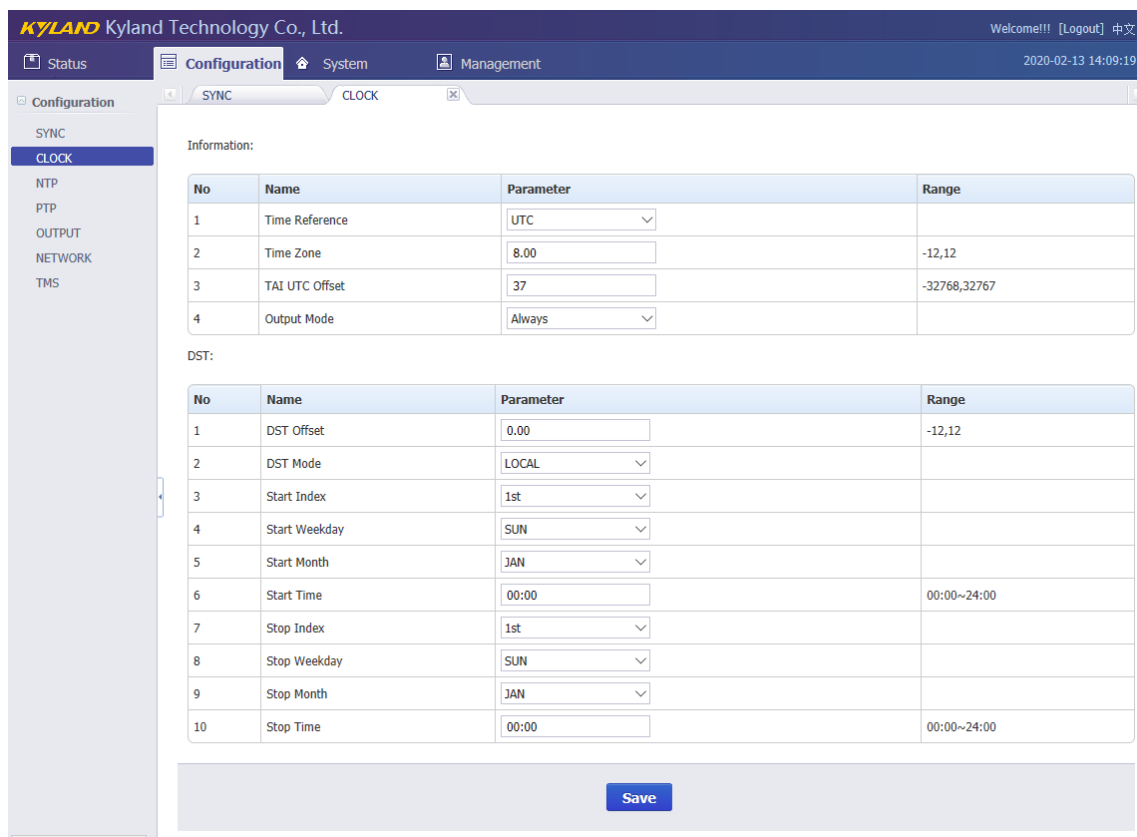 KYLAND Kyland Technology Co., Ltd.
Welcome!!! [Logout] 中文
Status Configuration System Management
2020-02-13 14:09:19
Configuration
SYNC
CLOCK
NTP
PTP
OUTPUT
NETWORK
TMS
SYNC CLOCK
Information:
No Name Parameter Range
1 Time Reference UTC
2 Time Zone 8.00 -12,12
3 TAI UTC Offset 37 -32768,32767
4 Output Mode Always
DST:
No Name Parameter Range
1 DST Offset 0.00 -12,12
2 DST Mode LOCAL
3 Start Index 1st
4 Start Weekday SUN
5 Start Month JAN
6 Start Time 00:00 00:00~24:00
7 Stop Index 1st
8 Stop Weekday SUN
9 Stop Month JAN
10 Stop Time 00:00 00:00~24:00
Save